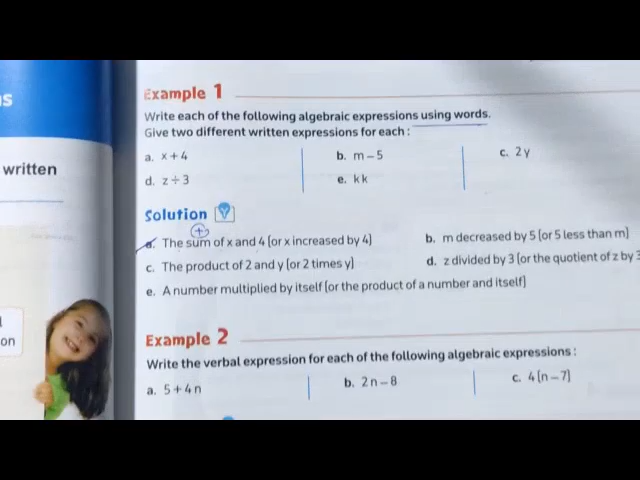 s
Example 1
Write each of the following algebraic expressions using words.
Give two different written expressions for each :
written
a. x + 4
b. m – 5
c. 2 y
d. z ÷ 3
e. k k
Solution
+
a. The sum of x and 4 (or x increased by 4)
b. m decreased by 5 (or 5 less than m)
c. The product of 2 and y (or 2 times y)
d. z divided by 3 (or the quotient of z by 3
e. A number multiplied by itself (or the product of a number and itself)
on
Example 2
Write the verbal expression for each of the following algebraic expressions :
a. 5 + 4 n
b. 2 n – 8
c. 4 (n – 7)